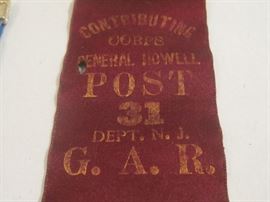 CONTRIBUTING
CORPS
GENERAL HOWELL
POST
31
DEPT. N. J.
G. A. R.